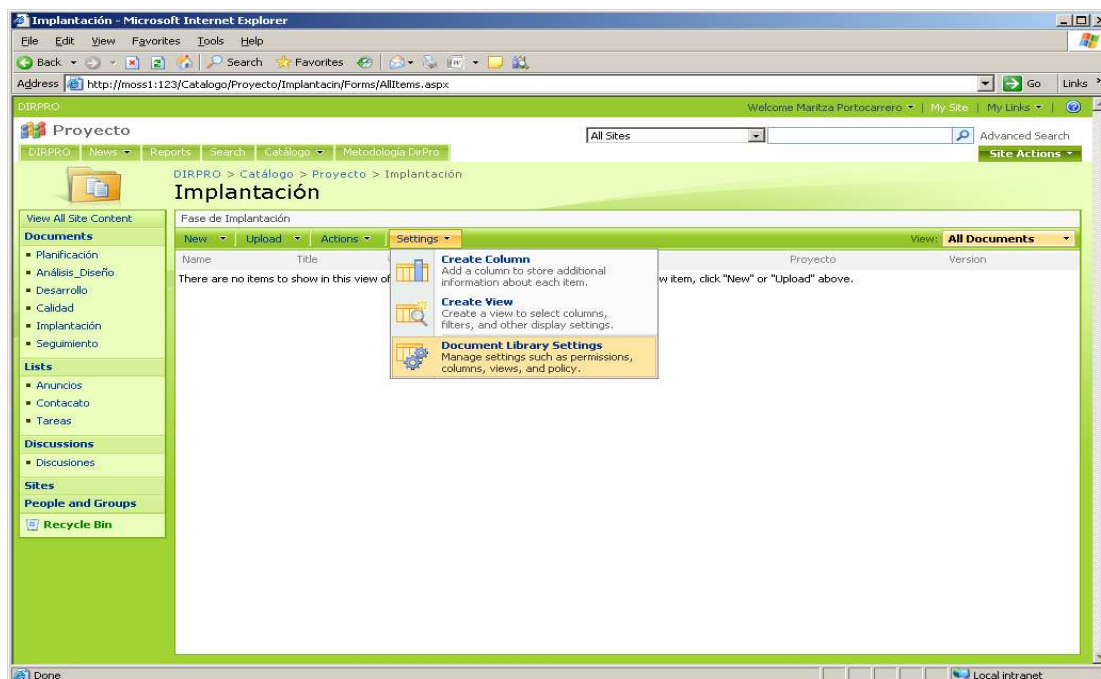 Implantación - Microsoft Internet Explorer
File Edit View Favorites Tools Help
Back Search Favorites
Address http://moss1:123/Catalogo/Proyecto/Implantacin/Forms/AllItems.aspx Go Links
DIRPRO Welcome Maritza Portocarrero | My Site | My Links |
Proyecto All Sites Advanced Search
DIRPRO News Reports Search Catálogo Metodología DirPro Site Actions
DIRPRO > Catálogo > Proyecto > Implantación
Implantación
View All Site Content
Documents
Planificación
Análisis_Diseño
Desarrollo
Calidad
Implantación
Seguimiento
Lists
Anuncios
Contacato
Tareas
Discussions
Discusiones
Sites
People and Groups
Recycle Bin
Fase de Implantación
New Upload Actions Settings View: All Documents
Name Title Proyecto Version
There are no items to show in this view of w item, click "New" or "Upload" above.
Create Column
Add a column to store additional
information about each item.
Create View
Create a view to select columns,
filters, and other display settings.
Document Library Settings
Manage settings such as permissions,
columns, views, and policy.
Done Local intranet